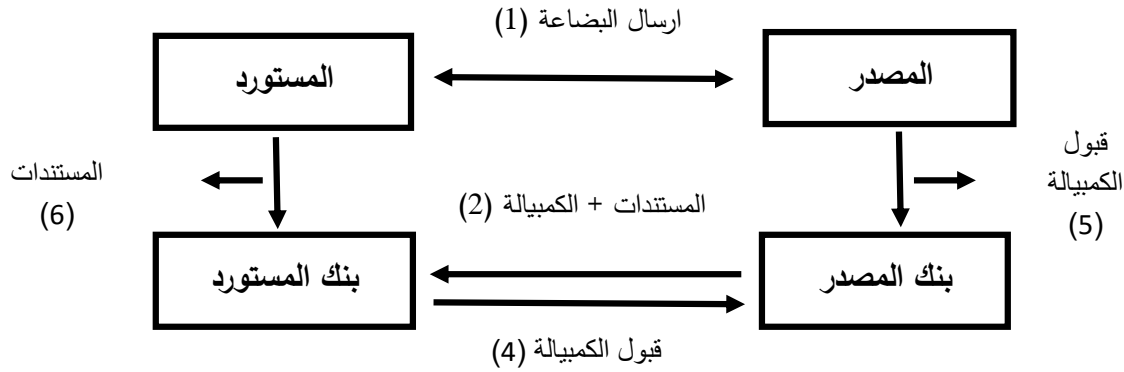 ارسال البضاعة (1)
المصدر
المستورد
قبول
الكمبيالة
(5)
المستندات
(6)
المستندات + الكمبيالة (2)
بنك المصدر
بنك المستورد
قبول الكمبيالة (4)